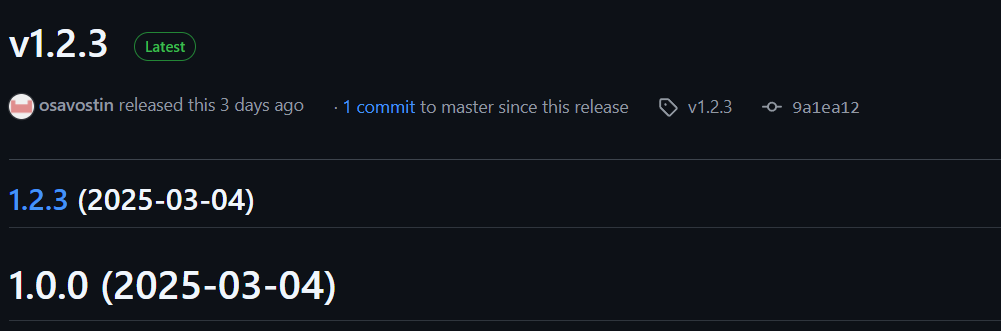 v1.2.3 Latest
osavostin released this 3 days ago · 1 commit to master since this release v1.2.3 9a1ea12
1.2.3 (2025-03-04)
1.0.0 (2025-03-04)